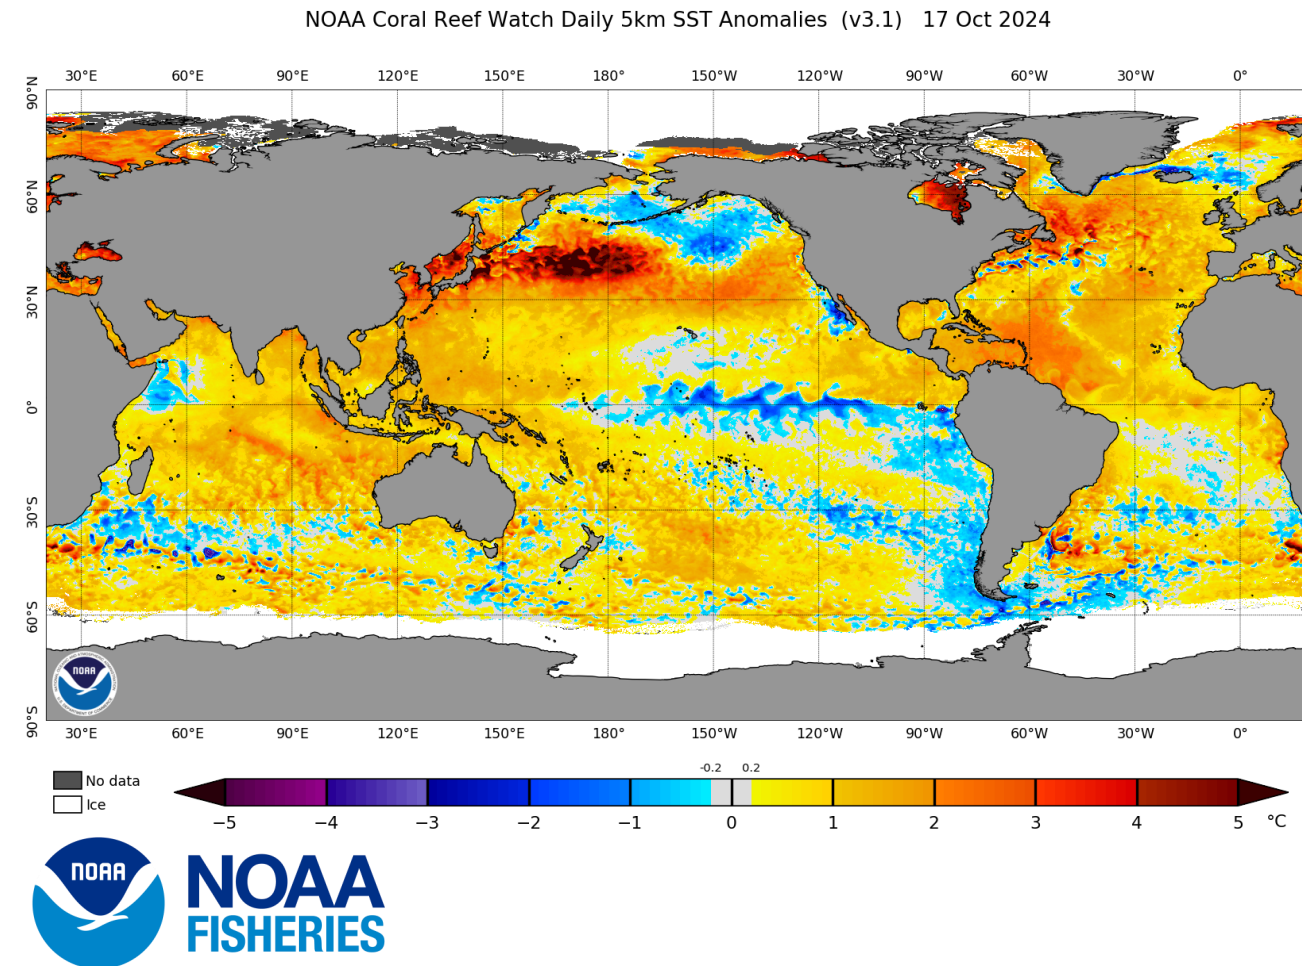 NOAA Coral Reef Watch Daily 5km SST Anomalies (v3.1) 17 Oct 2024
30°E 60°E 90°E 120°E 150°E 180° 150°W 120°W 90°W 60°W 30°W 0°
90°N
60°N
30°N
0°
30°S
60°S
90°S
NOAA
30°E 60°E 90°E 120°E 150°E 180° 150°W 120°W 90°W 60°W 30°W 0°
-0.2 0.2
No data
Ice
−5 −4 −3 −2 −1 0 1 2 3 4 5 °C
NOAA
NOAA
FISHERIES